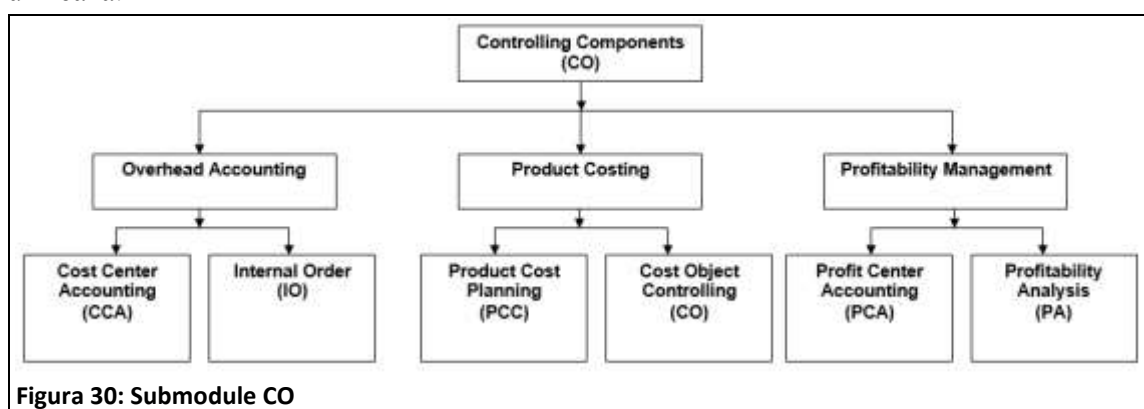 Controlling Components
(CO)
Overhead Accounting
Product Costing
Profitability Management
Cost Center
Accounting
(CCA)
Internal Order
(IO)
Product Cost
Planning
(PCC)
Cost Object
Controlling
(CO)
Profit Center
Accounting
(PCA)
Profitability
Analysis
(PA)
Figura 30: Submodule CO